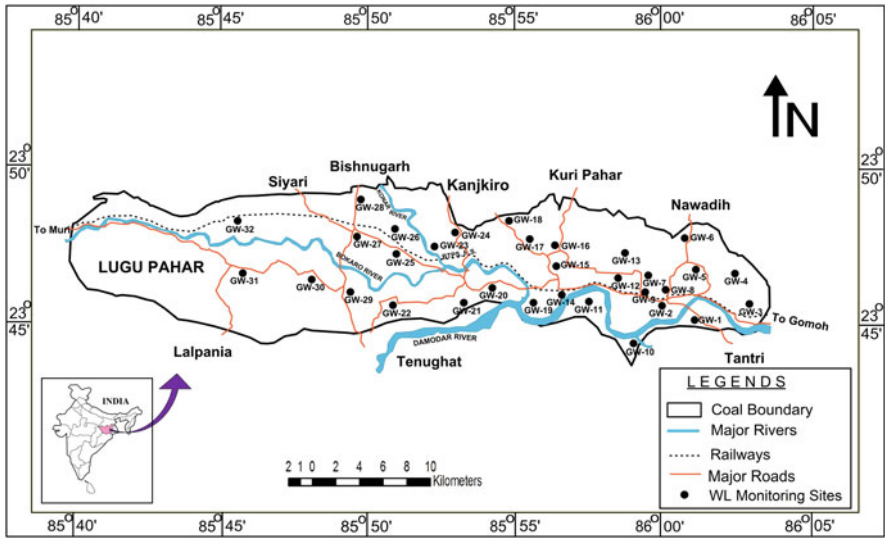 85° 40' 85° 45' 85° 50' 85° 55' 86° 00' 86° 05'
IN
23° 50' 23° 50'
Bishnugarh
Siyari Kanjkiro Kuri Pahar
Nawadih
GW-28
KONAR RIVER
GW-18
To Muri GW-32 GW-27 GW-26 GW-23 GW-24 GW-17 GW-16 GW-6
GW-25 GW-13
LUGU PAHAR BOKARO RIVER GW-15
GW-31 GW-30 GW-29 GW-12 GW-7 GW-5 GW-4
GW-22 GW-21 GW-20 GW-19 GW-14 GW-11 GW-9 GW-8 GW-2 GW-1 GW-3
To Gomoh
23° 45' 23° 45'
DAMODAR RIVER
GW-10
Lalpania Tenughat Tantri
INDIA
LEGENDS
Coal Boundary
Major Rivers
Railways
Major Roads
WL Monitoring Sites
2 1 0 2 4 6 8 10
Kilometers
85° 40' 85° 45' 85° 50' 85° 55' 86° 00' 86° 05'